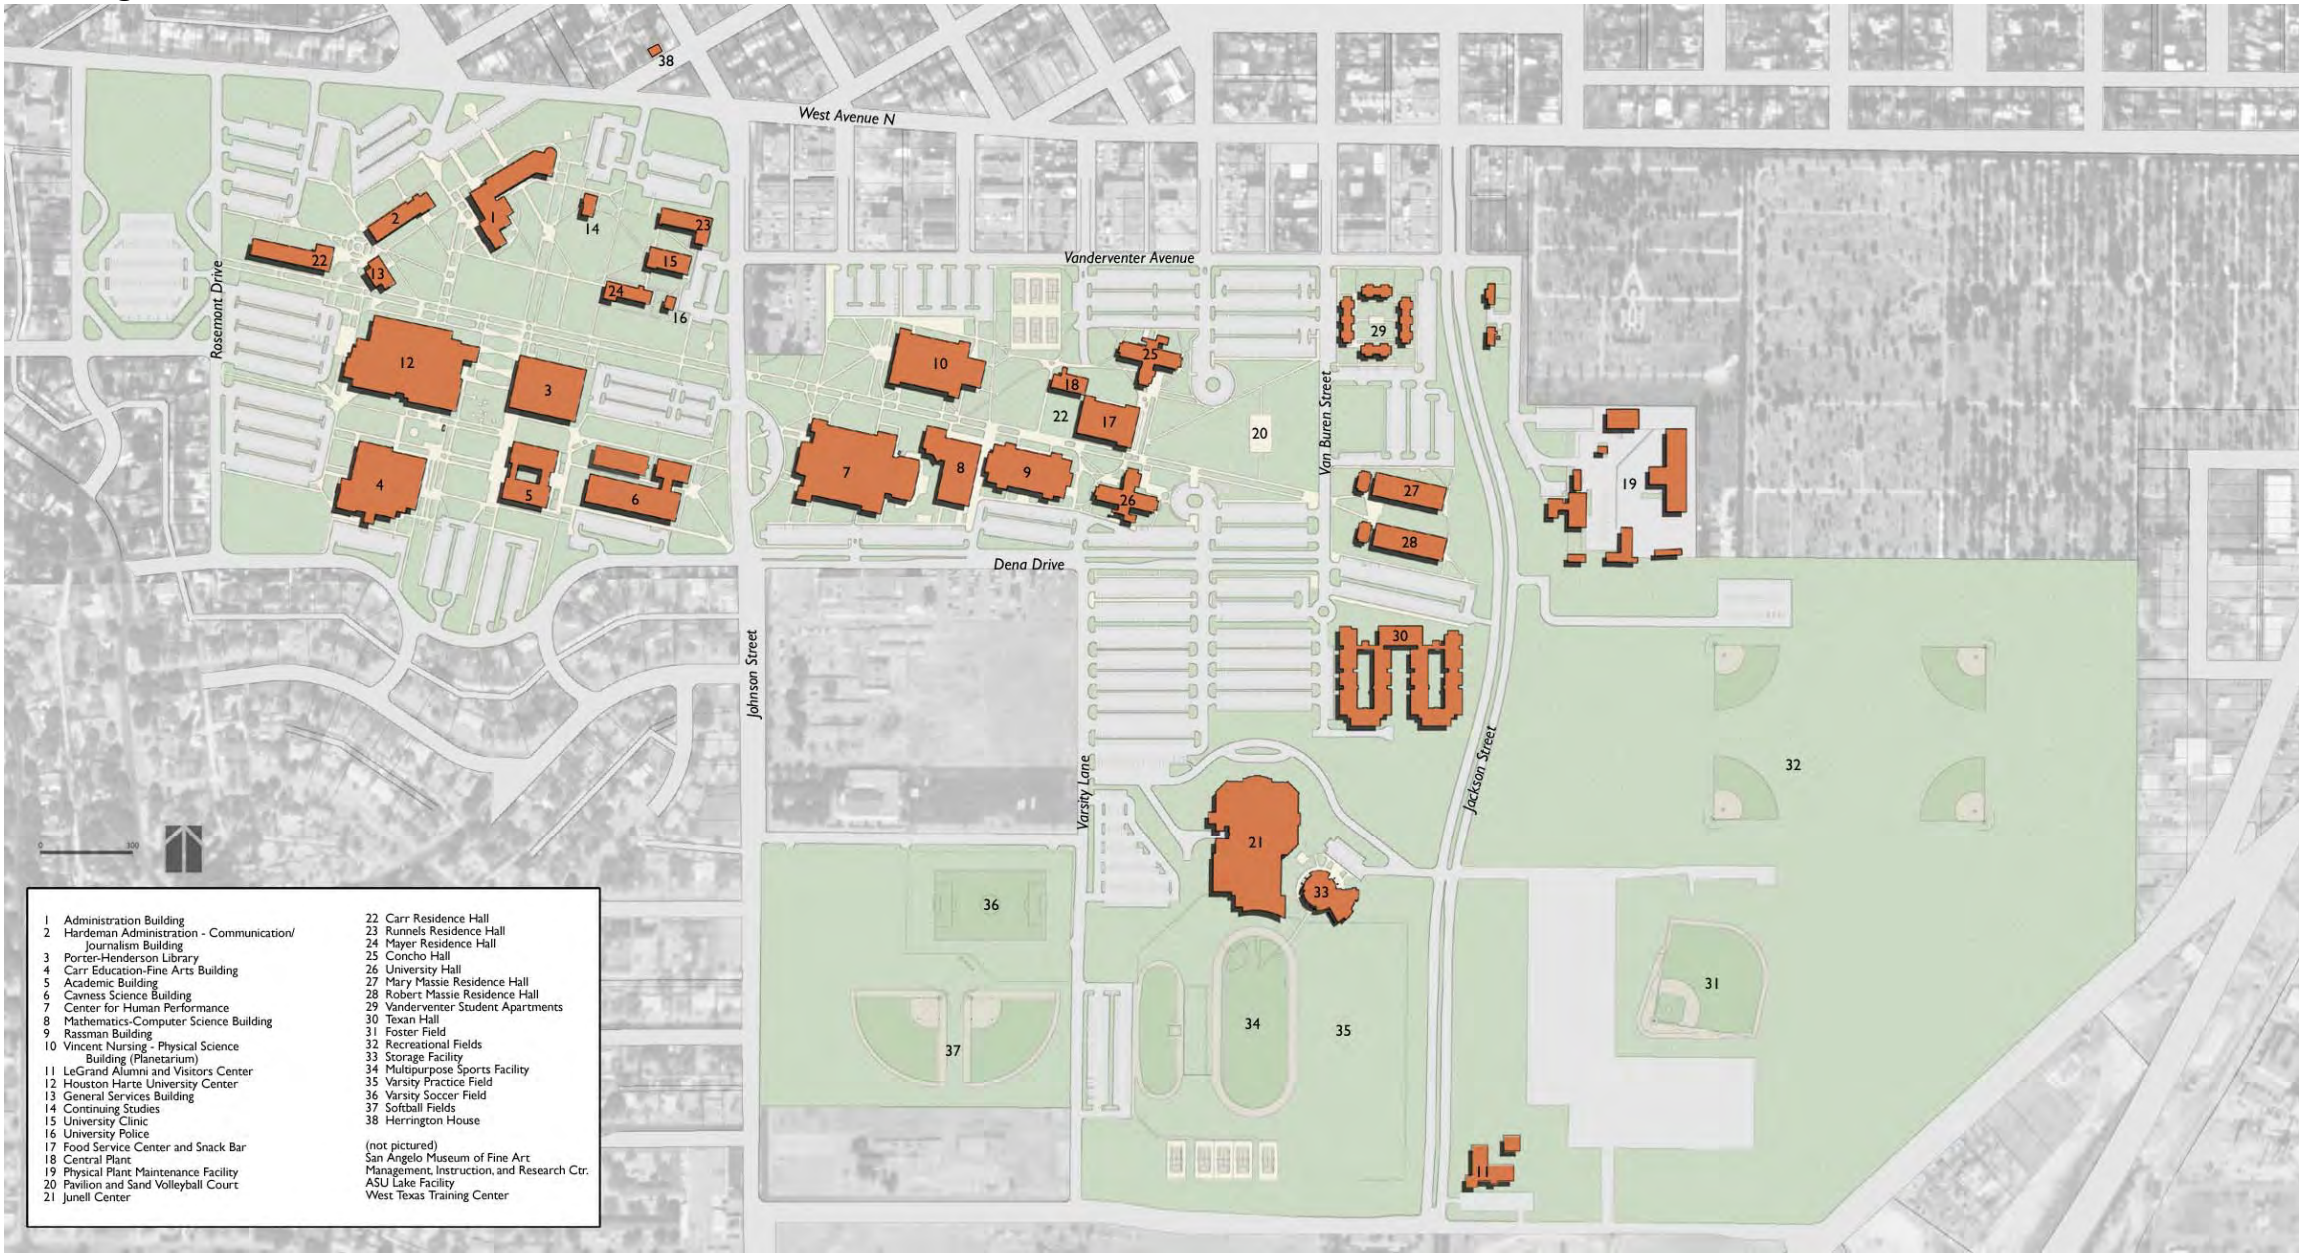 38
West Avenue N
2
1
14
23
22
13
15
24
16
Rosemont Drive
Vanderventer Avenue
29
12
3
10
25
18
22
17
20
Van Buren Street
4
5
6
7
8
9
26
27
28
19
Dena Drive
Johnson Street
30
32
Varsity Lane
Jackson Street
21
33
36
34
35
37
31
11
0 300
1 Administration Building
2 Hardeman Administration - Communication/
Journalism Building
3 Porter-Henderson Library
4 Carr Education-Fine Arts Building
5 Academic Building
6 Cavness Science Building
7 Center for Human Performance
8 Mathematics-Computer Science Building
9 Rassman Building
10 Vincent Nursing - Physical Science
Building (Planetarium)
11 LeGrand Alumni and Visitors Center
12 Houston Harte University Center
13 General Services Building
14 Continuing Studies
15 University Clinic
16 University Police
17 Food Service Center and Snack Bar
18 Central Plant
19 Physical Plant Maintenance Facility
20 Pavilion and Sand Volleyball Court
21 Junell Center
22 Carr Residence Hall
23 Runnels Residence Hall
24 Mayer Residence Hall
25 Concho Hall
26 University Hall
27 Mary Massie Residence Hall
28 Robert Massie Residence Hall
29 Vanderventer Student Apartments
30 Texan Hall
31 Foster Field
32 Recreational Fields
33 Storage Facility
34 Multipurpose Sports Facility
35 Varsity Practice Field
36 Varsity Soccer Field
37 Softball Fields
38 Herrington House
(not pictured)
San Angelo Museum of Fine Art
Management, Instruction, and Research Ctr.
ASU Lake Facility
West Texas Training Center